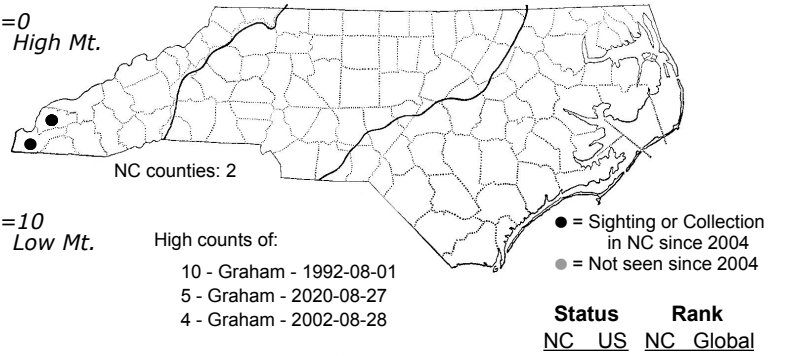 =0
High Mt.
NC counties: 2
=10
Low Mt.
High counts of:
10 - Graham - 1992-08-01
5 - Graham - 2020-08-27
4 - Graham - 2002-08-28
● = Sighting or Collection
in NC since 2004
● = Not seen since 2004
Status Rank
NC US NC Global